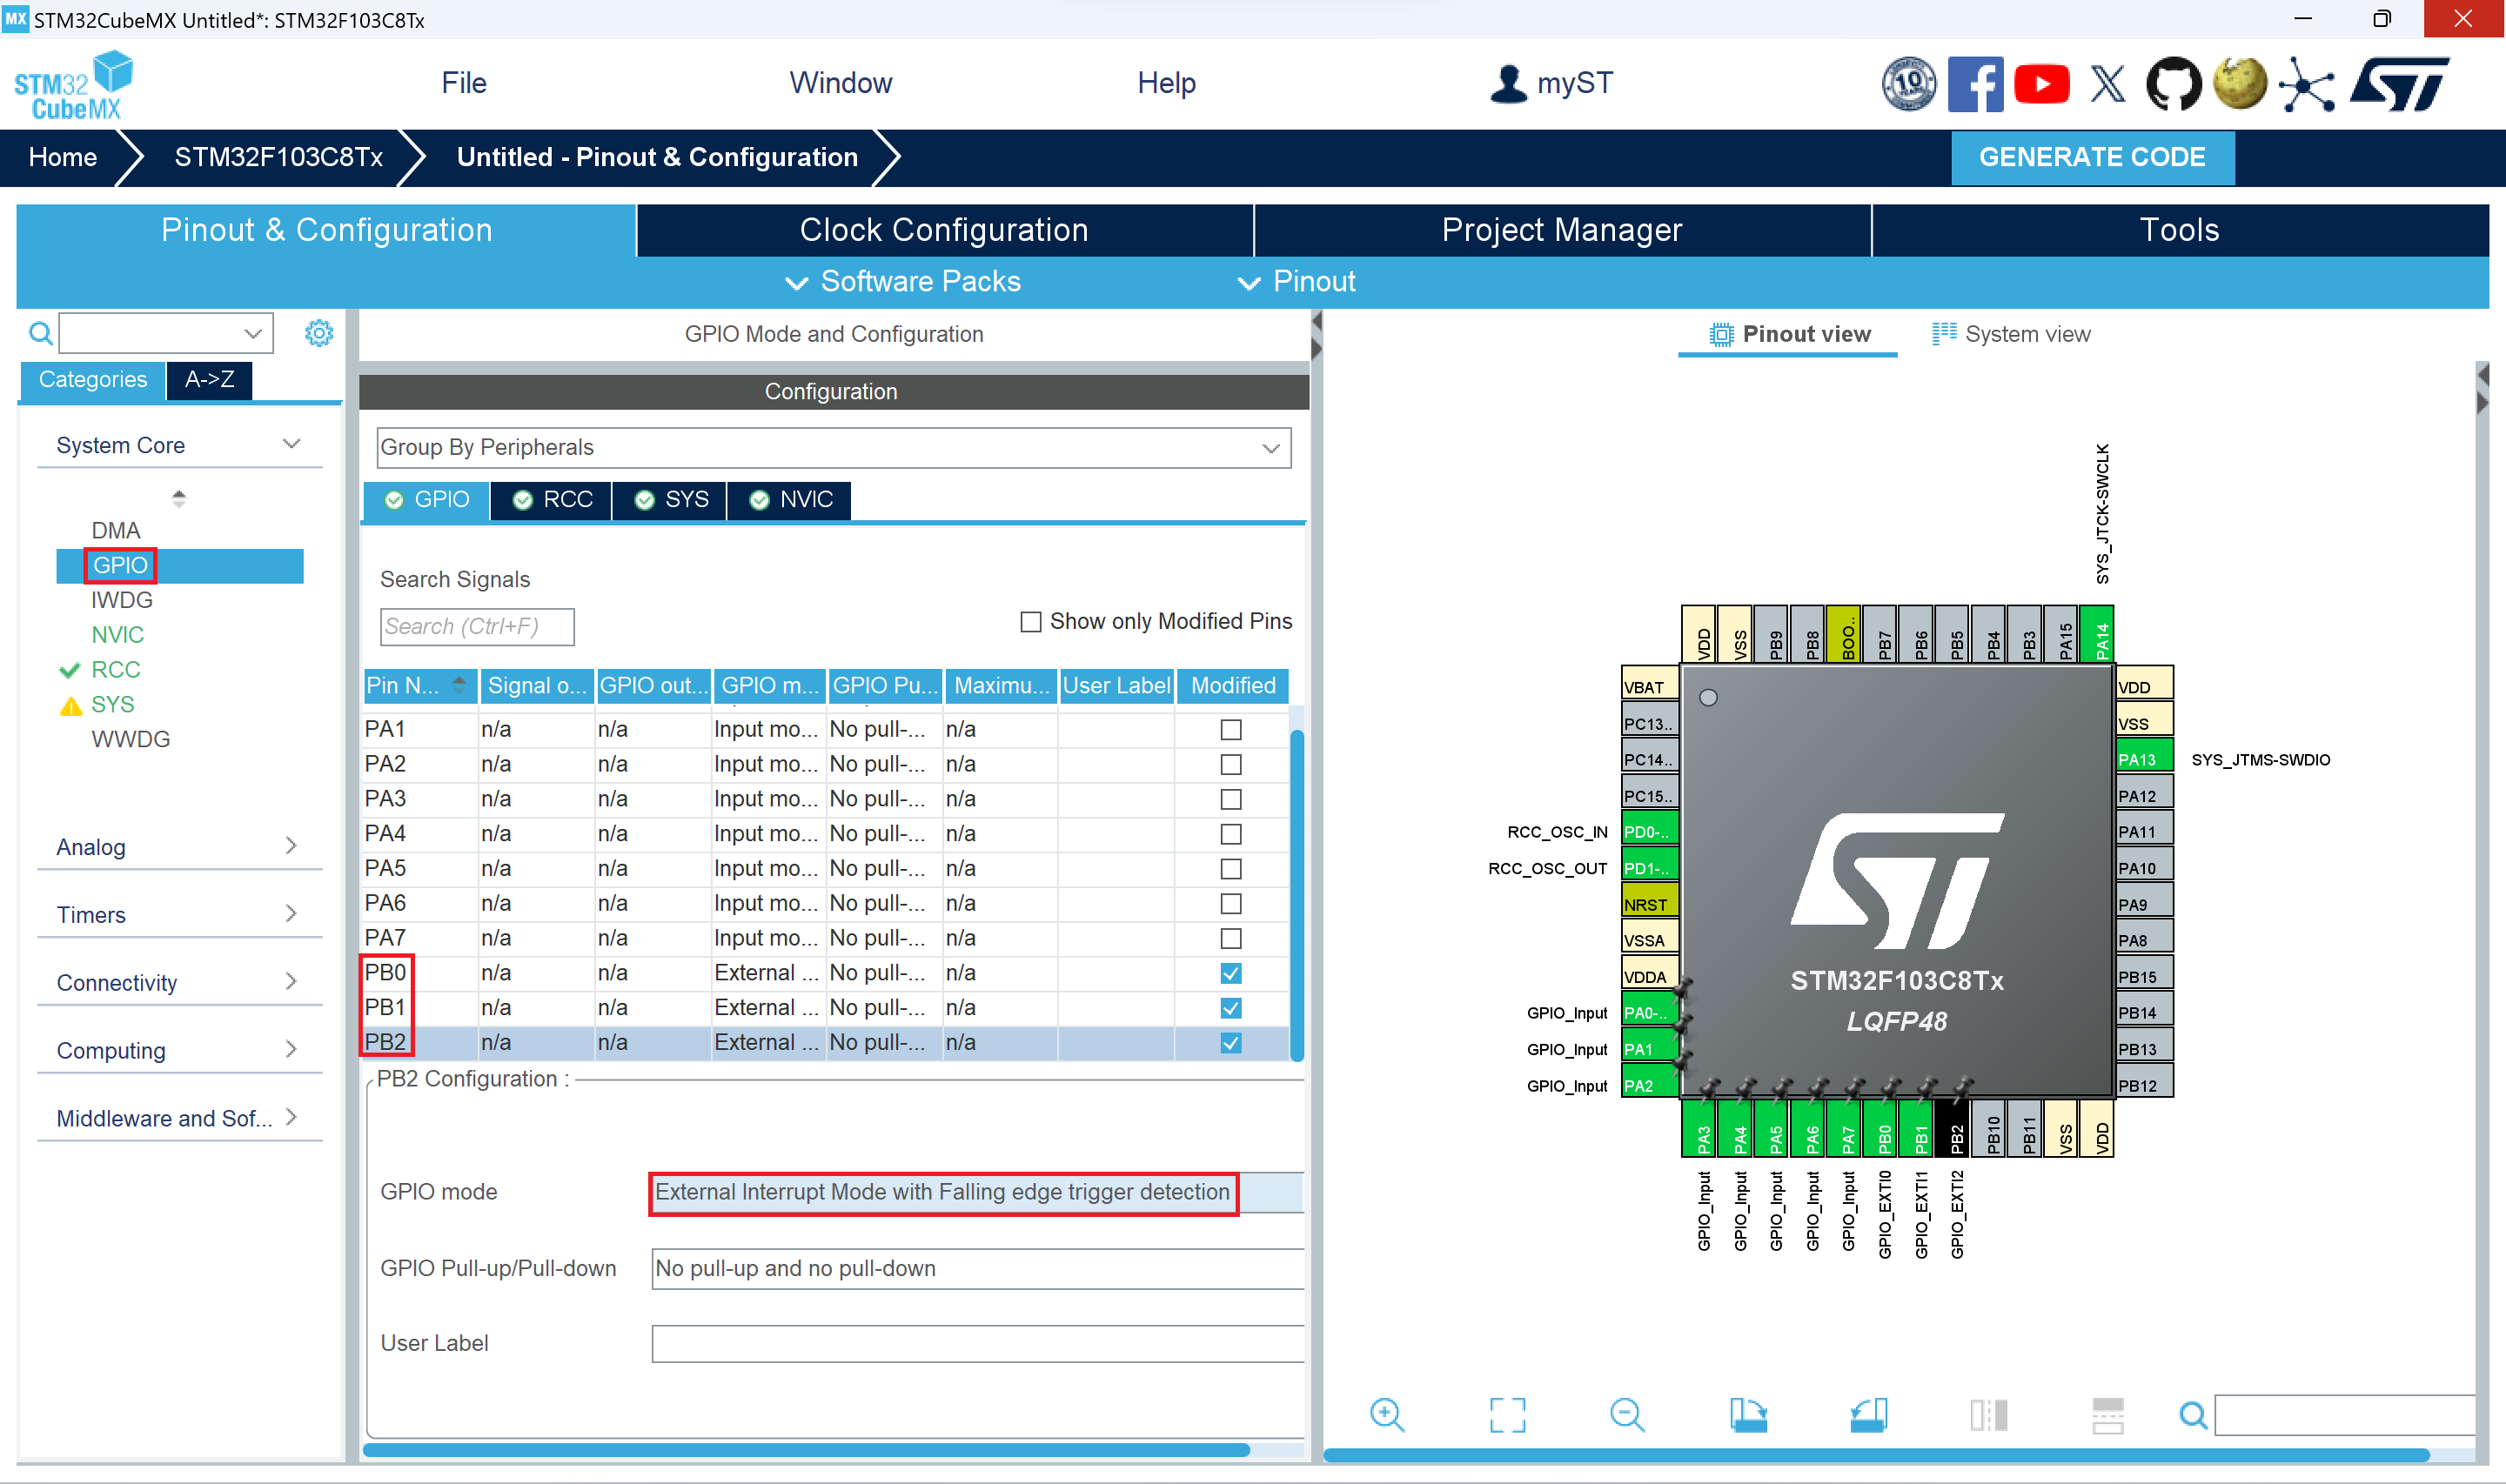 MX STM32CubeMX Untitled*: STM32F103C8Tx
STM32
CubeMX
File
Window
Help
myST
10
Home
STM32F103C8Tx
Untitled - Pinout & Configuration
GENERATE CODE
Pinout & Configuration
Clock Configuration
Project Manager
Tools
Software Packs
Pinout
Categories
A->Z
System Core
DMA
GPIO
IWDG
NVIC
RCC
SYS
WWDG
Analog
Timers
Connectivity
Computing
Middleware and Sof...
GPIO Mode and Configuration
Configuration
Group By Peripherals
GPIO RCC SYS NVIC
Search Signals
Search (Ctrl+F)
Show only Modified Pins
Pin N... Signal o... GPIO out... GPIO m... GPIO Pu... Maximu... User Label Modified
PA1 n/a n/a Input mo... No pull-... n/a
PA2 n/a n/a Input mo... No pull-... n/a
PA3 n/a n/a Input mo... No pull-... n/a
PA4 n/a n/a Input mo... No pull-... n/a
PA5 n/a n/a Input mo... No pull-... n/a
PA6 n/a n/a Input mo... No pull-... n/a
PA7 n/a n/a Input mo... No pull-... n/a
PB0 n/a n/a External ... No pull-... n/a
PB1 n/a n/a External ... No pull-... n/a
PB2 n/a n/a External ... No pull-... n/a
PB2 Configuration :
GPIO mode
External Interrupt Mode with Falling edge trigger detection
GPIO Pull-up/Pull-down
No pull-up and no pull-down
User Label
Pinout view
System view
SYS_JTCK-SWCLK
VDD VSS PB9 PB8 BOO.. PB7 PB6 PB5 PB4 PB3 PA15 PA14
VBAT
PC13..
PC14..
PC15..
RCC_OSC_IN PD0-..
RCC_OSC_OUT PD1-..
NRST
VSSA
VDDA
GPIO_Input PA0-..
GPIO_Input PA1
GPIO_Input PA2
ST
STM32F103C8Tx
LQFP48
VDD
VSS
PA13 SYS_JTMS-SWDIO
PA12
PA11
PA10
PA9
PA8
PB15
PB14
PB13
PB12
PA3 PA4 PA5 PA6 PA7 PB0 PB1 PB2 PB10 PB11 VSS VDD
GPIO_Input GPIO_Input GPIO_Input GPIO_Input GPIO_Input GPIO_EXTI0 GPIO_EXTI1 GPIO_EXTI2